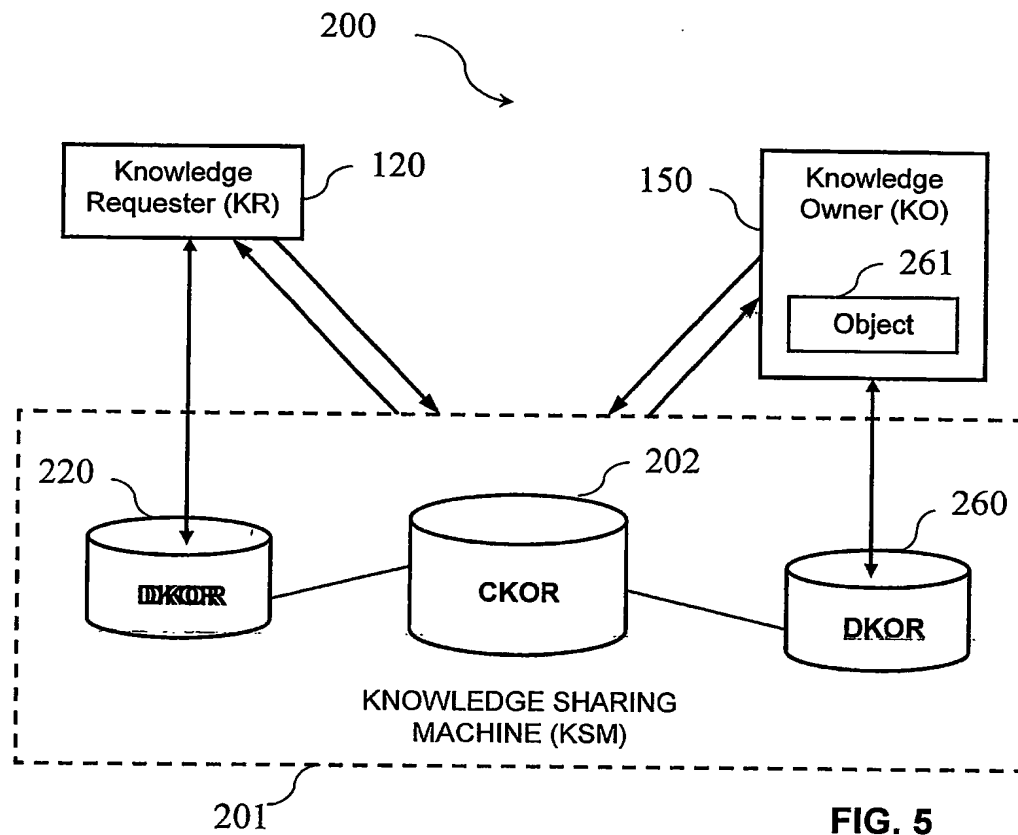 200
Knowledge
Requester (KR)
120
150
Knowledge
Owner (KO)
261
Object
220
202
260
DKOR
CKOR
DKOR
KNOWLEDGE SHARING
MACHINE (KSM)
201
FIG. 5